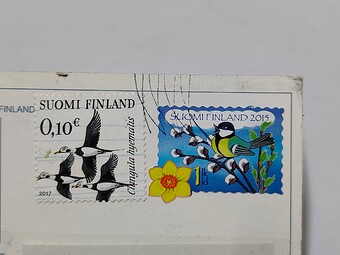 FINLAND
SUOMI FINLAND
0,10€
Clangula hyemalis
2017
SUOMI FINLAND 2015